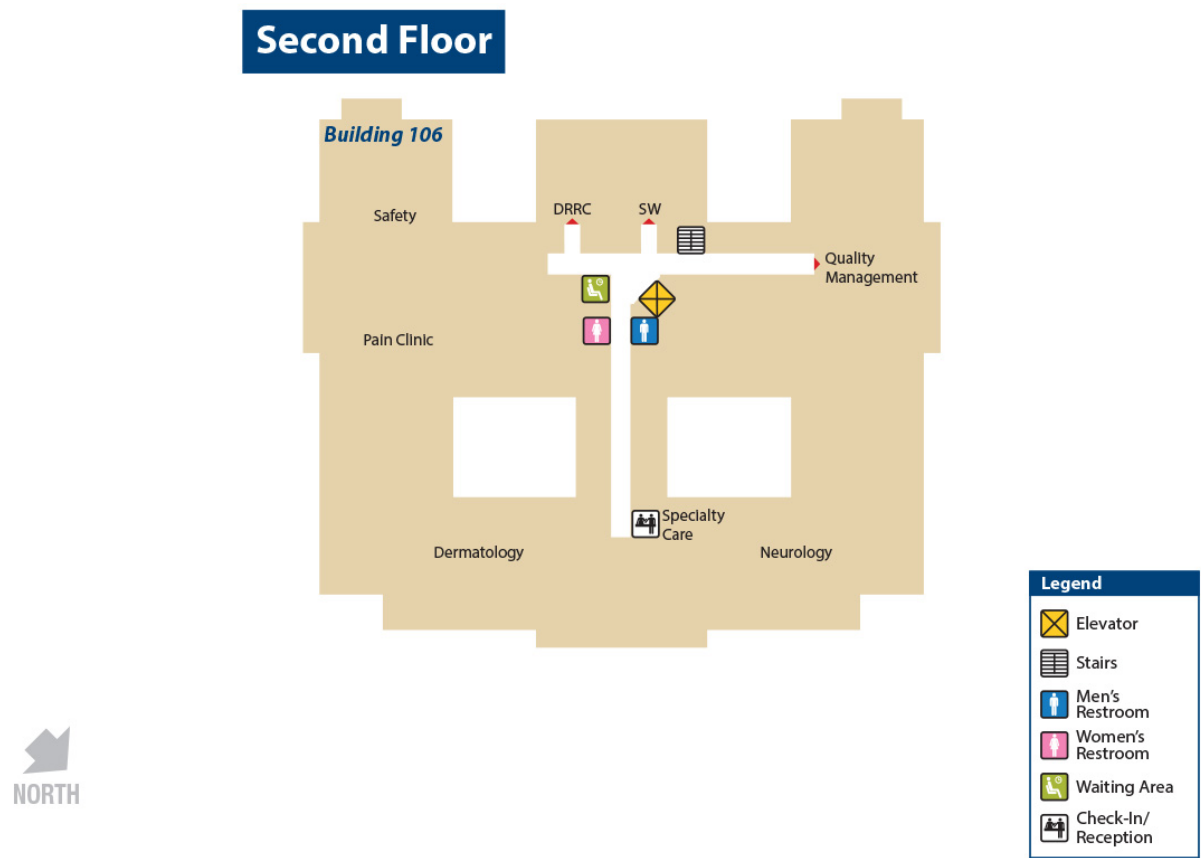 Second Floor
Building 106
Safety
DRRC
SW
Quality
Management
Pain Clinic
Specialty
Care
Dermatology
Neurology
Legend
Elevator
Stairs
Men's
Restroom
Women's
Restroom
Waiting Area
Check-In/
Reception
NORTH